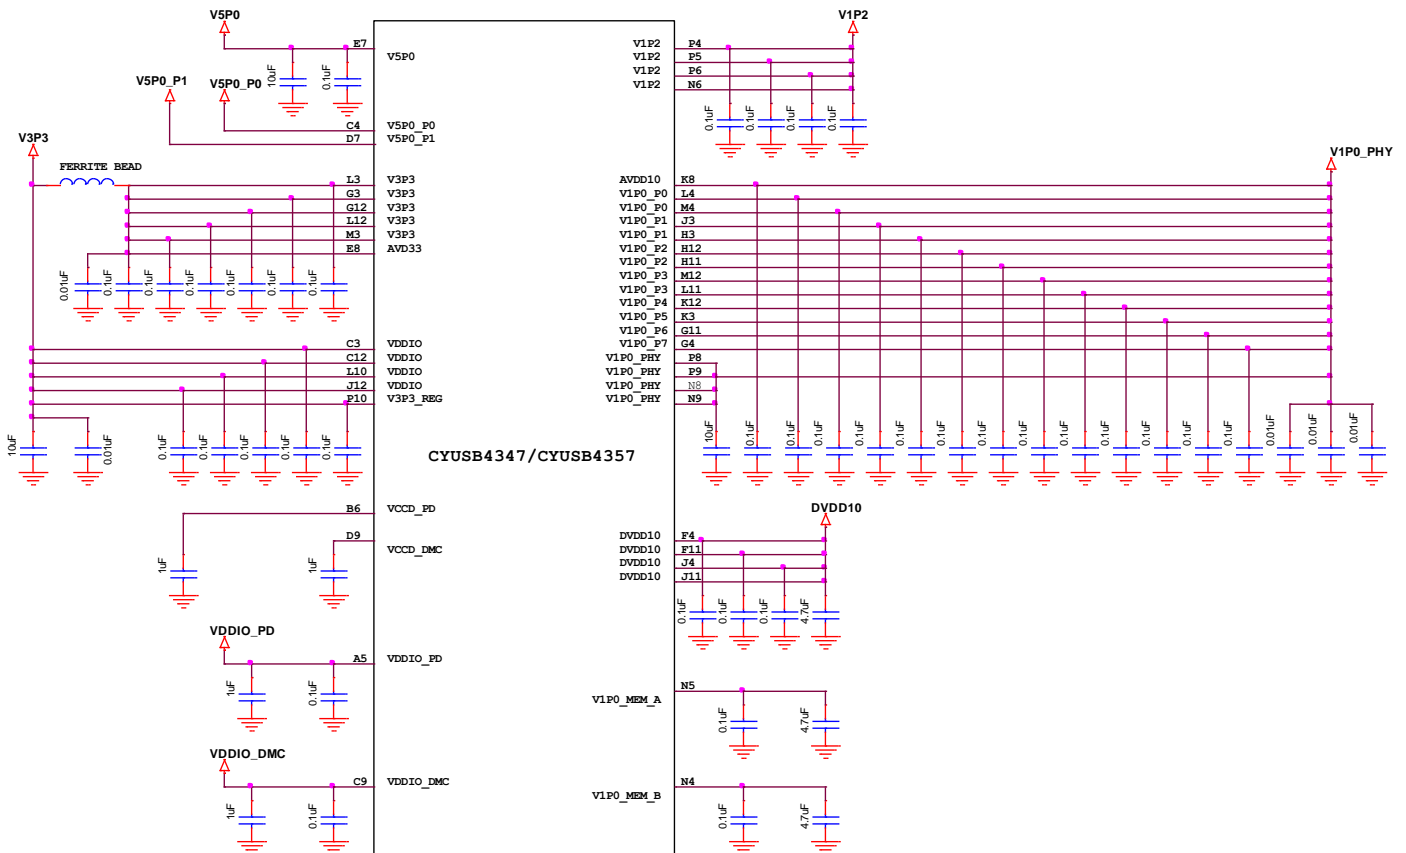 V5P0
E7
V5P0
10uF
0.1uF
V5P0_P1
V5P0_P0
C4
V5P0_P0
D7
V5P0_P1
V3P3
FERRITE BEAD
L3
V3P3
G3
V3P3
G12
V3P3
L12
V3P3
M3
V3P3
E8
AVD33
0.01uF
0.1uF
0.1uF
0.1uF
0.1uF
0.1uF
0.1uF
C3
VDDIO
C12
VDDIO
L10
VDDIO
J12
VDDIO
P10
V3P3_REG
10uF
0.01uF
0.1uF
0.1uF
0.1uF
0.1uF
0.1uF
B6
VCCD_PD
D9
VCCD_DMC
1uF
1uF
VDDIO_PD
A5
VDDIO_PD
1uF
0.1uF
VDDIO_DMC
C9
VDDIO_DMC
1uF
0.1uF
CYUSB4347/CYUSB4357
V1P2
V1P2
P4
V1P2
P5
V1P2
P6
V1P2
N6
0.1uF
0.1uF
0.1uF
0.1uF
V1P0_PHY
AVDD10
K8
V1P0_P0
L4
V1P0_P0
M4
V1P0_P1
J3
V1P0_P1
H3
V1P0_P2
H12
V1P0_P2
H11
V1P0_P3
M12
V1P0_P3
L11
V1P0_P4
K12
V1P0_P5
K3
V1P0_P6
G11
V1P0_P7
G4
V1P0_PHY
P8
V1P0_PHY
P9
V1P0_PHY
N8
V1P0_PHY
N9
10uF
0.1uF
0.1uF
0.1uF
0.1uF
0.1uF
0.1uF
0.1uF
0.1uF
0.1uF
0.1uF
0.1uF
0.1uF
0.01uF
0.01uF
0.01uF
DVDD10
DVDD10
F4
DVDD10
F11
DVDD10
J4
DVDD10
J11
0.1uF
0.1uF
0.1uF
4.7uF
V1P0_MEM_A
N5
0.1uF
4.7uF
V1P0_MEM_B
N4
0.1uF
4.7uF